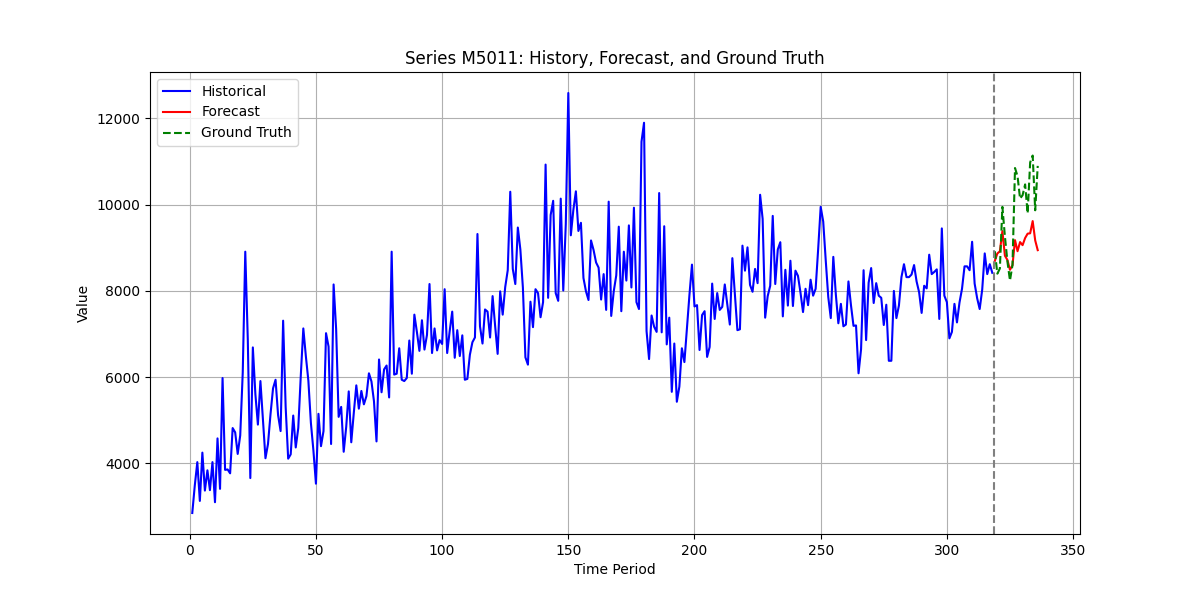 Series M5011: History, Forecast, and Ground Truth
Historical
Forecast
Ground Truth
12000
10000
8000
6000
4000
Value
0 50 100 150 200 250 300 350
Time Period